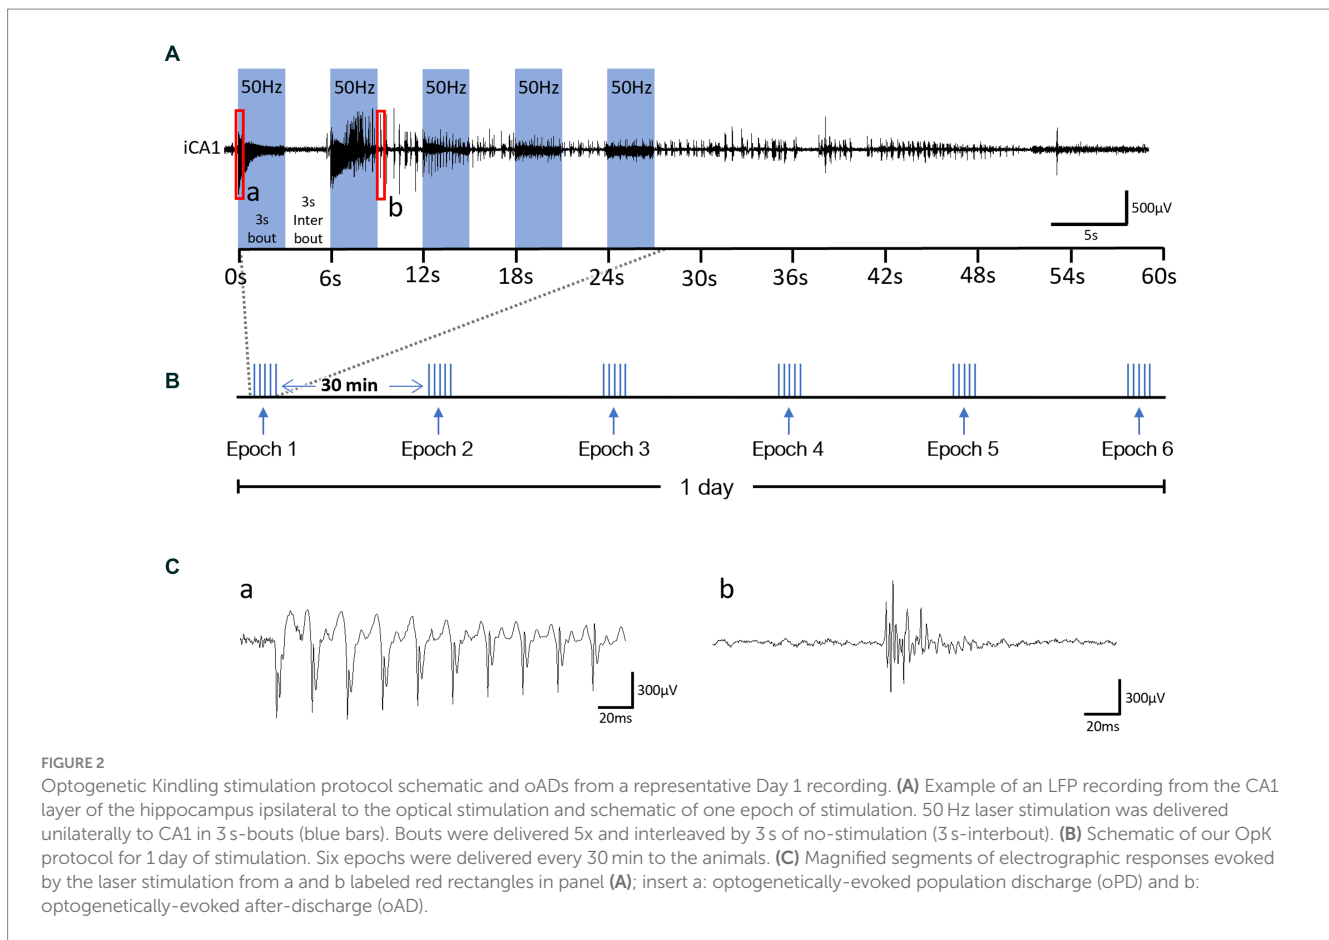 A
50Hz 50Hz 50Hz 50Hz 50Hz
iCA1
a
b
3s
bout
3s
Inter
bout
500µV
5s
0s 6s 12s 18s 24s 30s 36s 42s 48s 54s 60s
B
30 min
Epoch 1 Epoch 2 Epoch 3 Epoch 4 Epoch 5 Epoch 6
1 day
C
a
b
300µV
20ms
300µV
20ms
FIGURE 2
Optogenetic Kindling stimulation protocol schematic and oADs from a representative Day 1 recording. (A) Example of an LFP recording from the CA1
layer of the hippocampus ipsilateral to the optical stimulation and schematic of one epoch of stimulation. 50 Hz laser stimulation was delivered
unilaterally to CA1 in 3 s-bouts (blue bars). Bouts were delivered 5x and interleaved by 3 s of no-stimulation (3 s-interbout). (B) Schematic of our OpK
protocol for 1 day of stimulation. Six epochs were delivered every 30 min to the animals. (C) Magnified segments of electrographic responses evoked
by the laser stimulation from a and b labeled red rectangles in panel (A); insert a: optogenetically-evoked population discharge (oPD) and b:
optogenetically-evoked after-discharge (oAD).